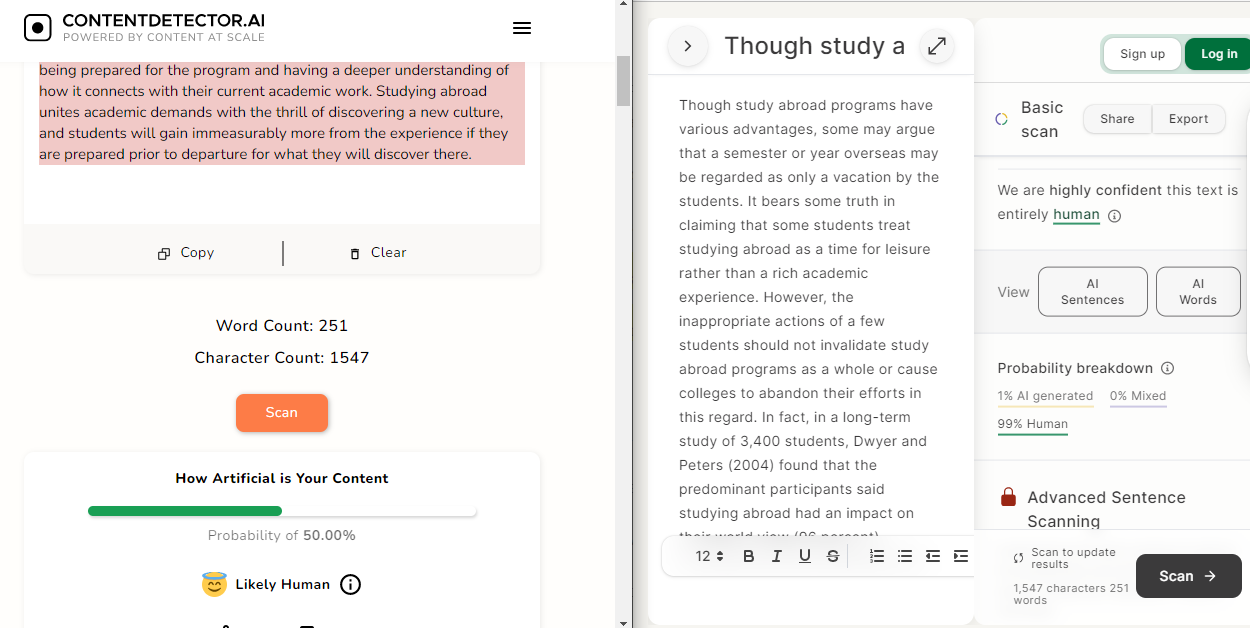 CONTENTDETECTOR.AI
POWERED BY CONTENT AT SCALE
being prepared for the program and having a deeper understanding of
how it connects with their current academic work. Studying abroad
unites academic demands with the thrill of discovering a new culture,
and students will gain immeasurably more from the experience if they
are prepared prior to departure for what they will discover there.
Copy
Clear
Word Count: 251
Character Count: 1547
Scan
How Artificial is Your Content
Probability of 50.00%
Likely Human
Though study a
Though study abroad programs have
various advantages, some may argue
that a semester or year overseas may
be regarded as only a vacation by the
students. It bears some truth in
claiming that some students treat
studying abroad as a time for leisure
rather than a rich academic
experience. However, the
inappropriate actions of a few
students should not invalidate study
abroad programs as a whole or cause
colleges to abandon their efforts in
this regard. In fact, in a long-term
study of 3,400 students, Dwyer and
Peters (2004) found that the
predominant participants said
studying abroad had an impact on
their world view (96 percent)
12
B I U S
Sign up
Log in
Basic
scan
Share
Export
We are highly confident this text is
entirely human
View
AI
Sentences
AI
Words
Probability breakdown
1% AI generated 0% Mixed
99% Human
Advanced Sentence
Scanning
Scan to update
results
1,547 characters 251
words
Scan